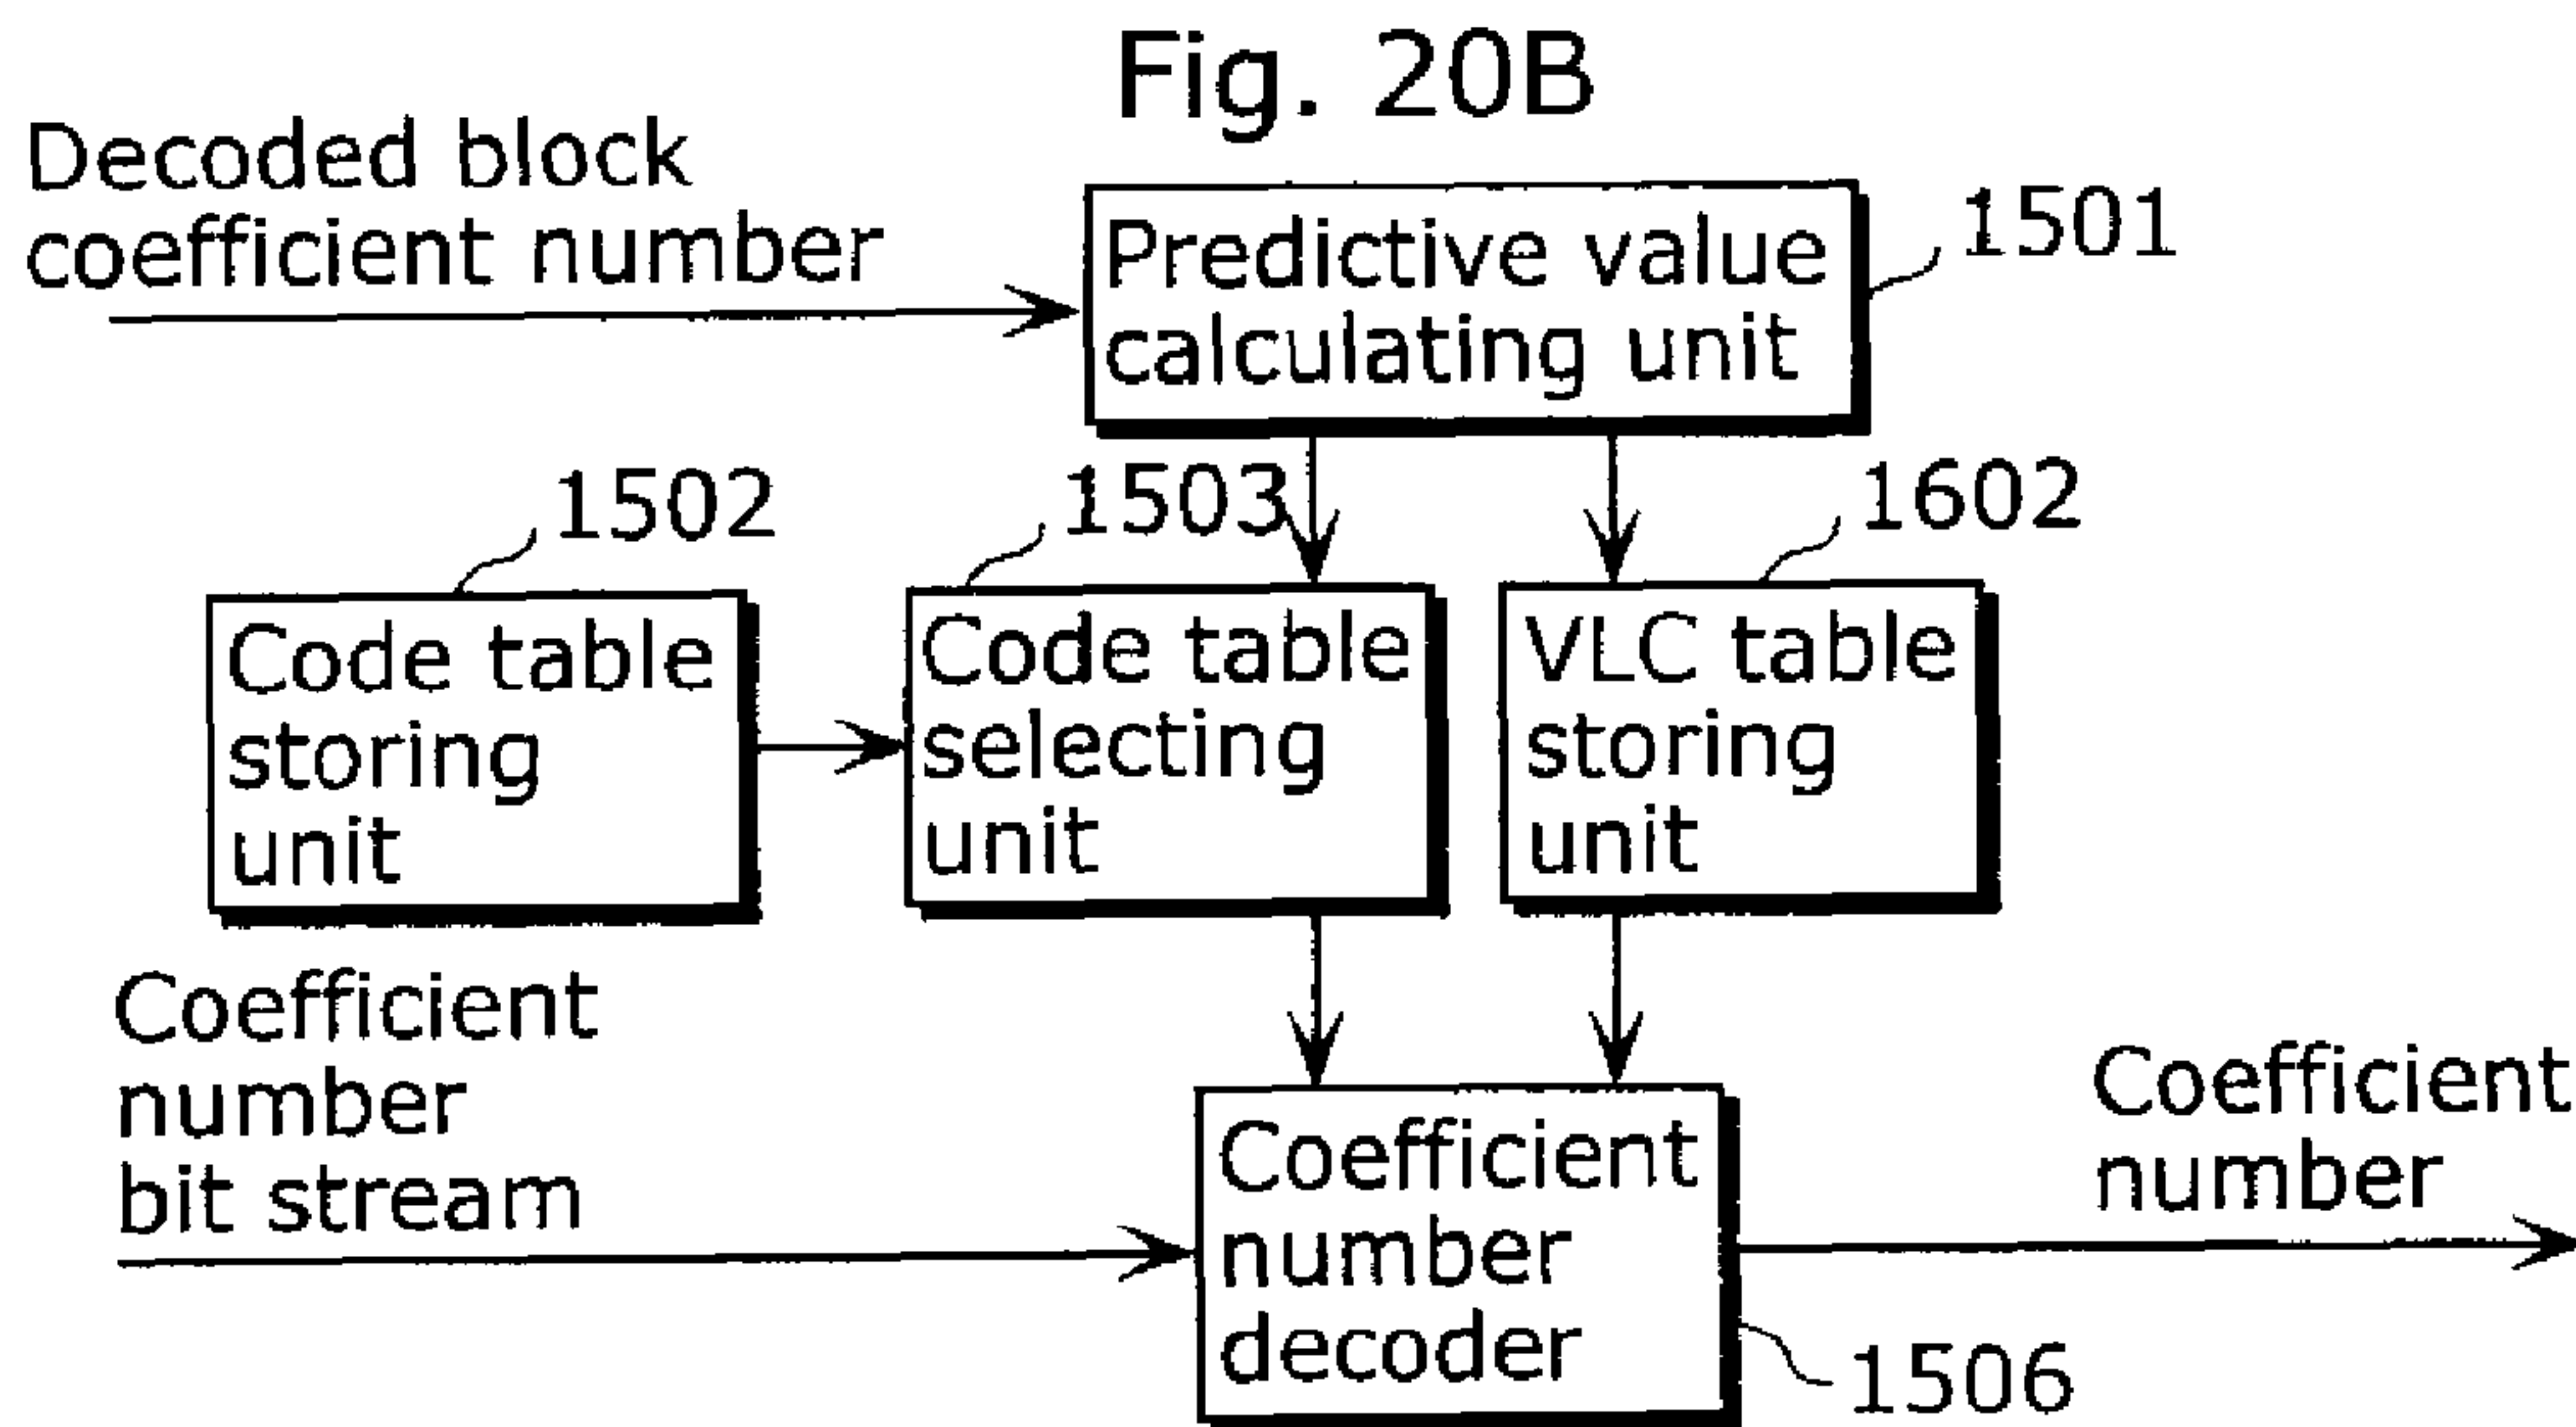 Fig. 20B
Decoded block
coefficient number
Predictive value
calculating unit
1501
1502
1503
1602
Code table
storing
unit
Code table
selecting
unit
VLC table
storing
unit
Coefficient
number
bit stream
Coefficient
number
decoder
Coefficient
number
1506